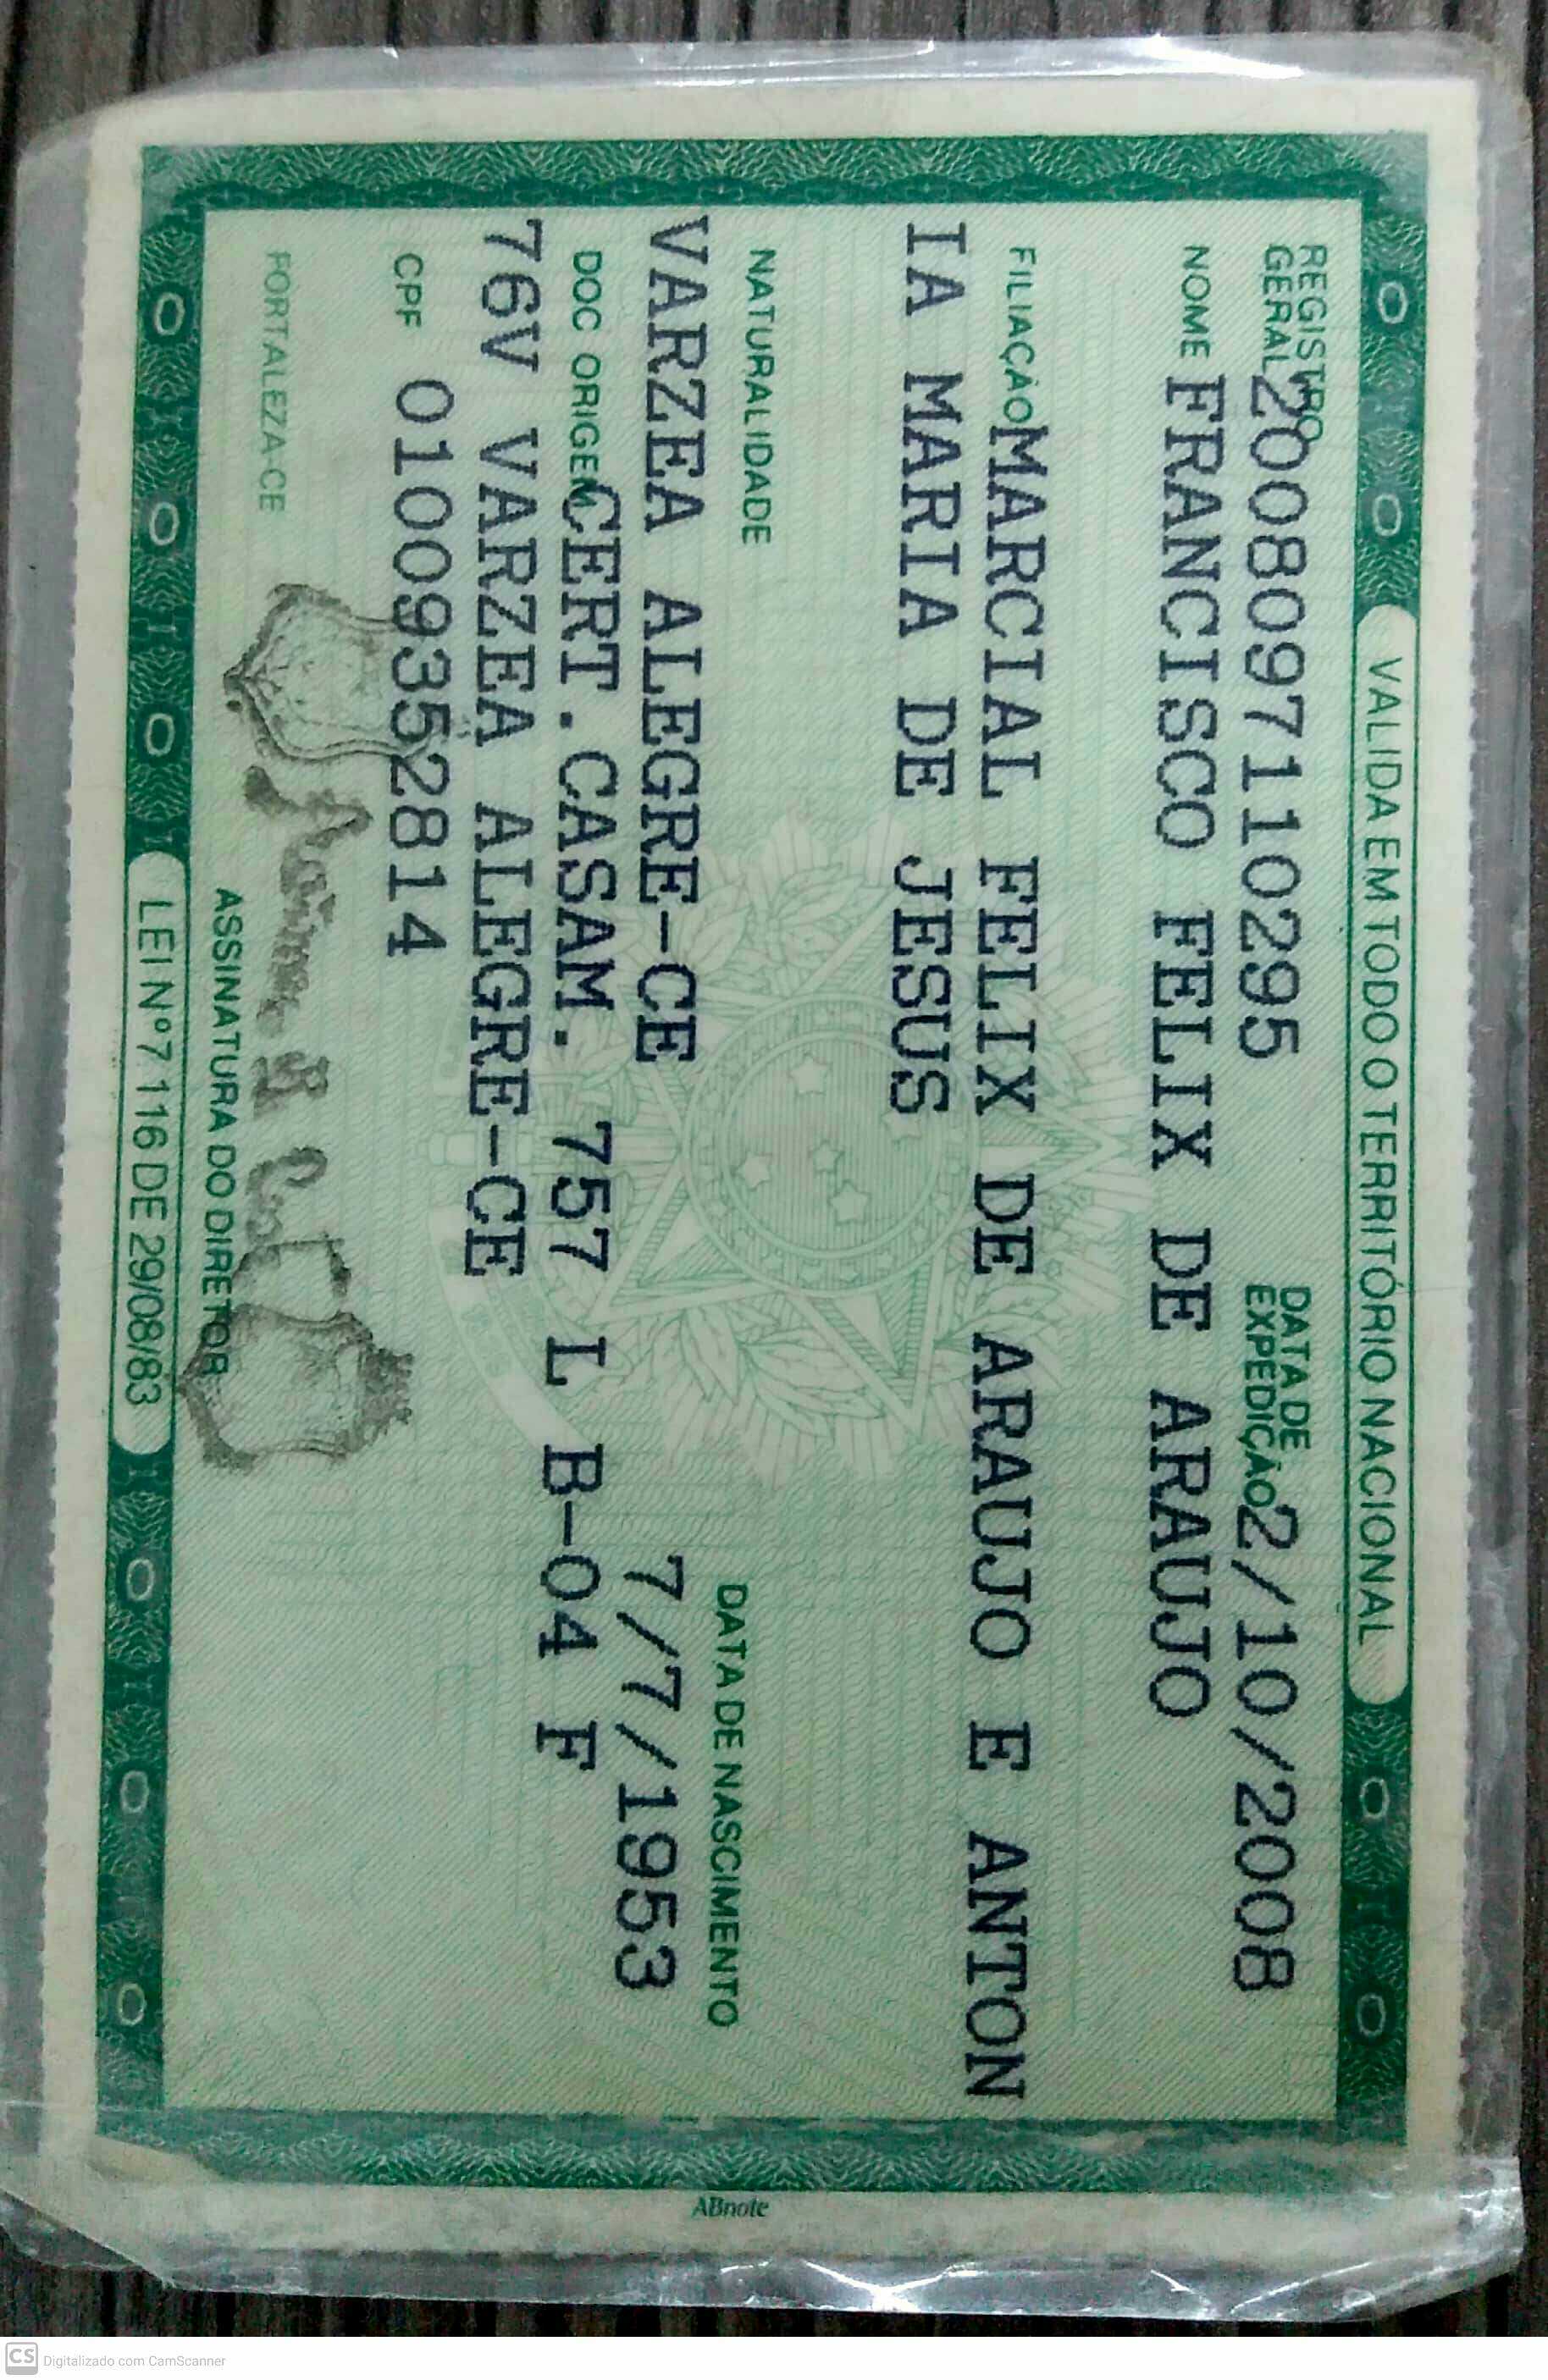 VALIDA EM TODO O TERRITÓRIO NACIONAL
REGISTRO GERAL 2008097110295 DATA DE EXPEDIÇÃO 2/10/2008
NOME FRANCISCO FELIX DE ARAUJO
FILIAÇÃO MARCIAL FELIX DE ARAUJO E ANTON
IA MARIA DE JESUS
NATURALIDADE DATA DE NASCIMENTO
VARZEA ALEGRE-CE 7/7/1953
DOC ORIGEM CERT.CASAM. 757 L B-04 F
76V VARZEA ALEGRE-CE
CPF 01009352814
FORTALEZA-CE
ASSINATURA DO DIRETOR
LEI Nº 7.116 DE 29/08/83
ABnote
CS Digitalizado com CamScanner